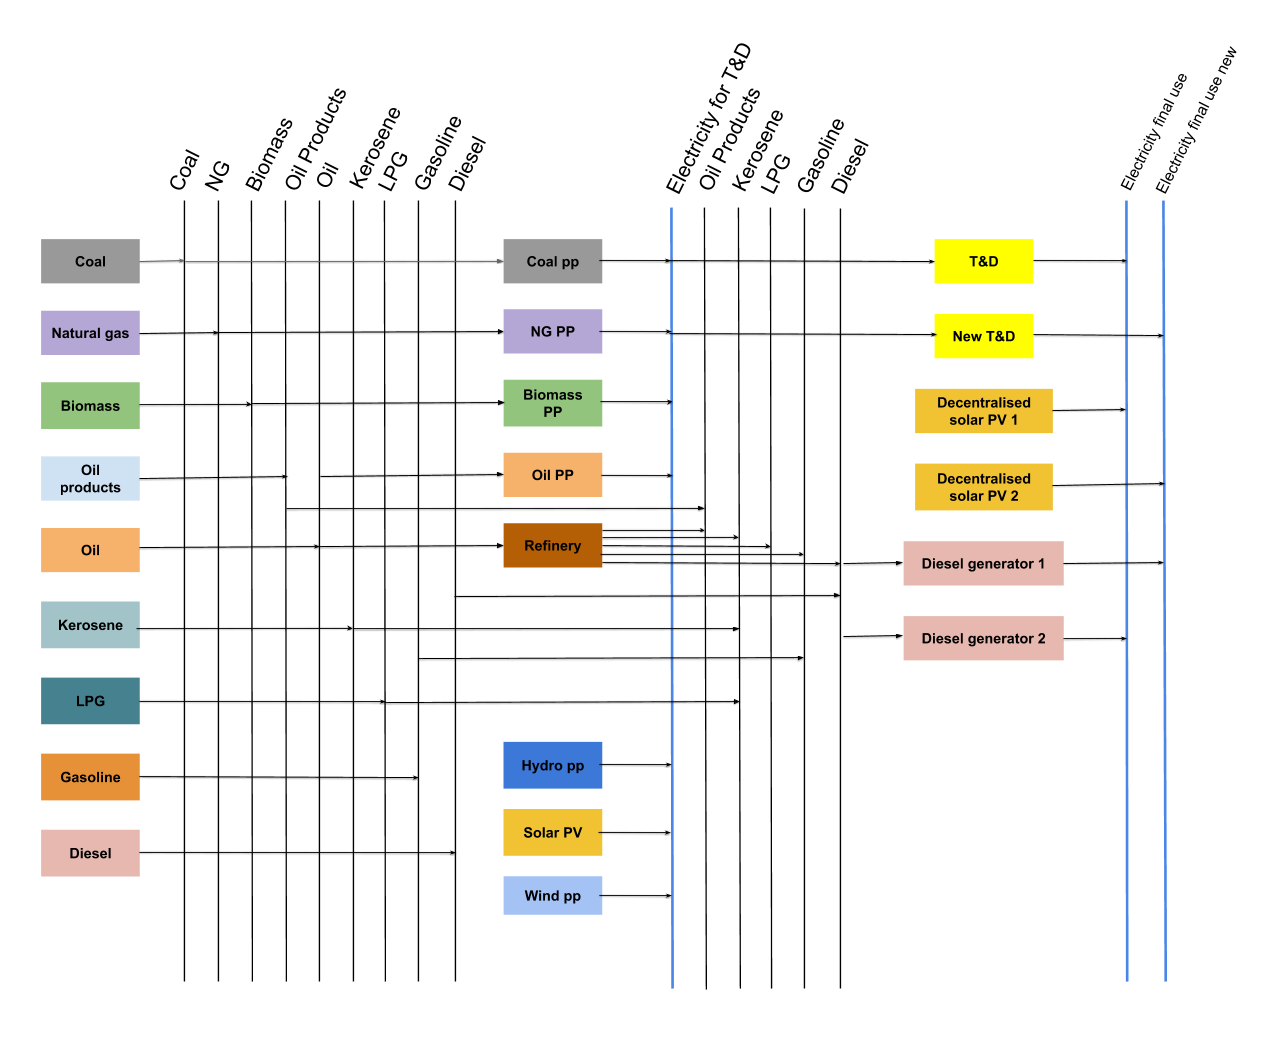 Coal
NG
Biomass
Oil Products
Oil
Kerosene
LPG
Gasoline
Diesel
Electricity for T&D
Oil Products
Kerosene
LPG
Gasoline
Diesel
Electricity final use
Electricity final use new
Coal
Coal pp
T&D
Natural gas
NG PP
New T&D
Biomass
Biomass
PP
Decentralised
solar PV 1
Oil
products
Oil PP
Decentralised
solar PV 2
Oil
Refinery
Diesel generator 1
Kerosene
Diesel generator 2
LPG
Gasoline
Hydro pp
Diesel
Solar PV
Wind pp